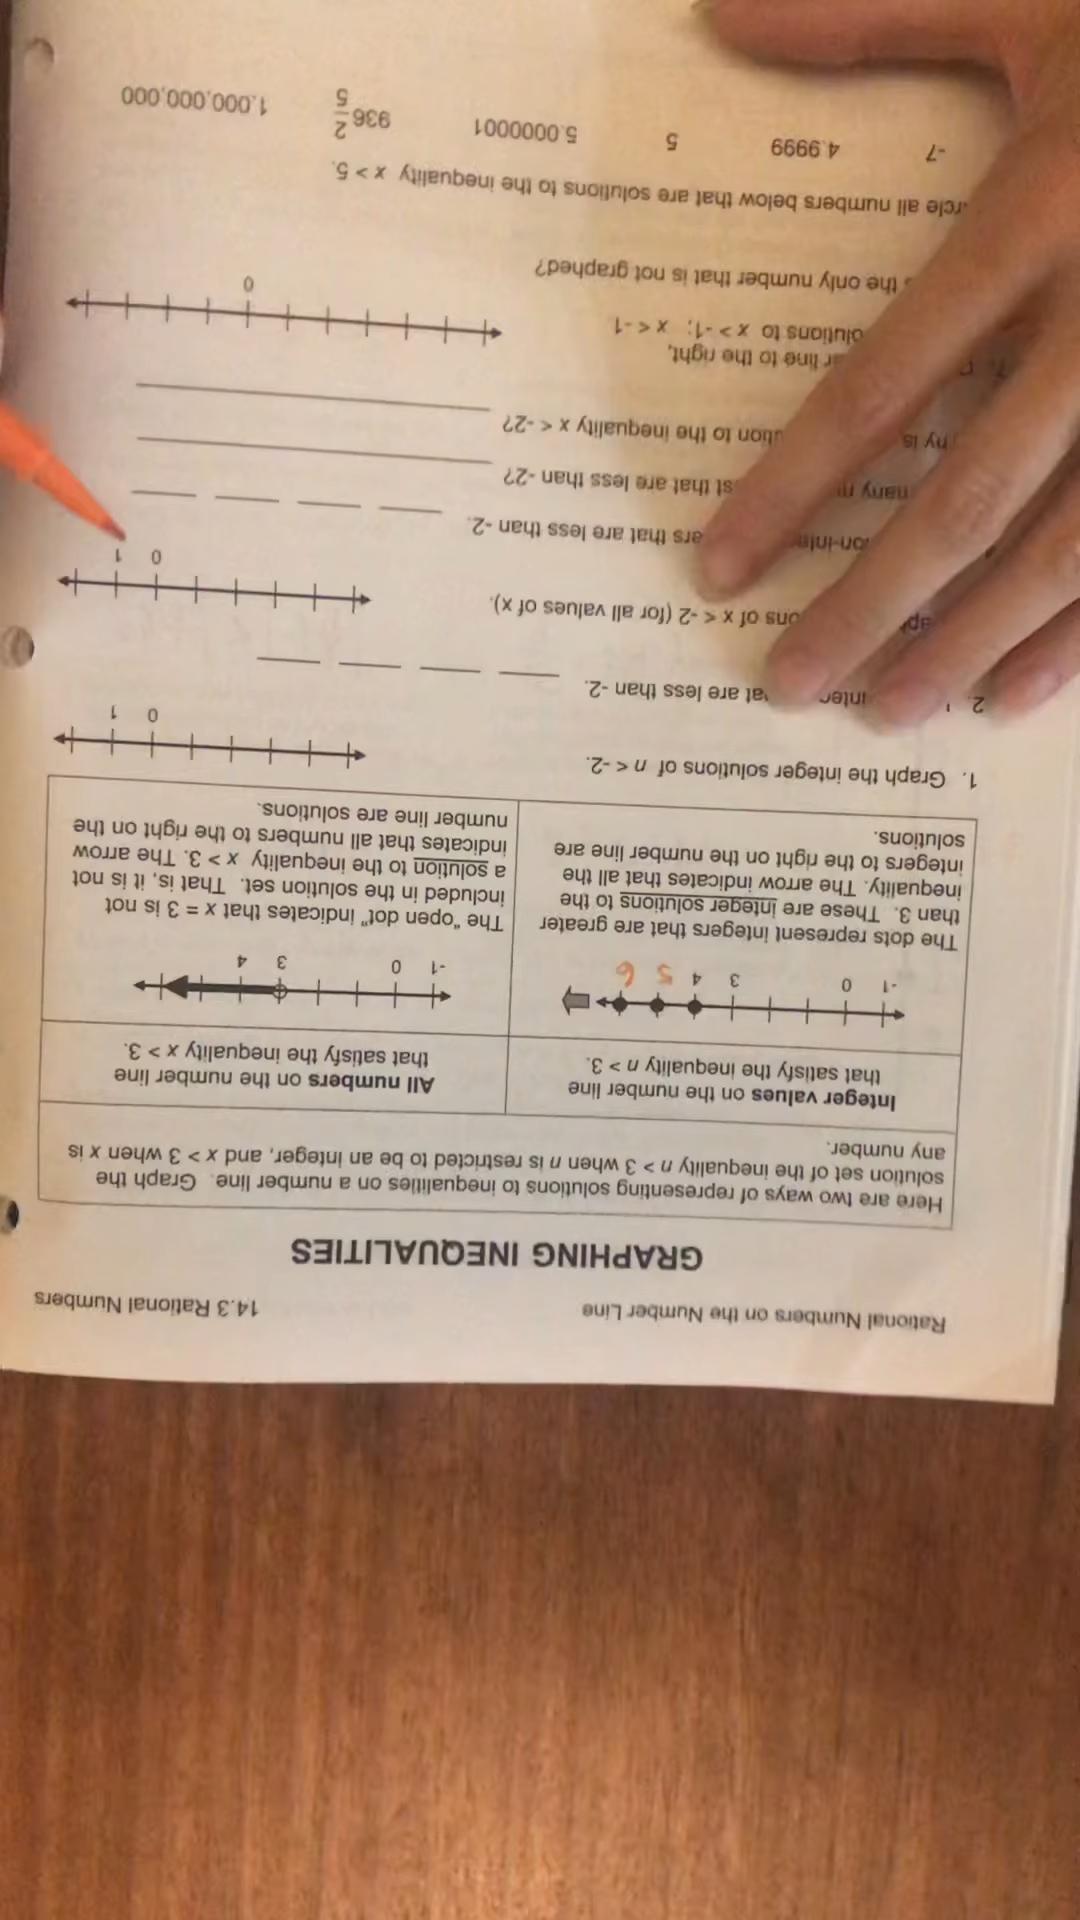 Rational Numbers on the Number Line 14.3 Rational Numbers
GRAPHING INEQUALITIES
Here are two ways of representing solutions to inequalities on a number line. Graph the
solution set of the inequality n > 3 when n is restricted to be an integer, and x > 3 when x is
any number.
Integer values on the number line
that satisfy the inequality n > 3.
-1 0 3 4 5 6
The dots represent integers that are greater
than 3. These are integer solutions to the
inequality. The arrow indicates that all the
integers to the right on the number line are
solutions.
All numbers on the number line
that satisfy the inequality x > 3.
-1 0 3 4
The "open dot" indicates that x = 3 is not
included in the solution set. That is, it is not
a solution to the inequality x > 3. The arrow
indicates that all numbers to the right on the
number line are solutions.
1. Graph the integer solutions of n < -2.
0 1
2. that are less than -2.
of x < -2 (for all values of x).
0 1
that are less than -2.
many that are less than -2?
to the inequality x < -2?
line to the right,
to x > -1; x < -1
the only number that is not graphed?
0
all numbers below that are solutions to the inequality x > 5.
-7 4.9999 5 5.0000001 936 2/5 1,000,000,000